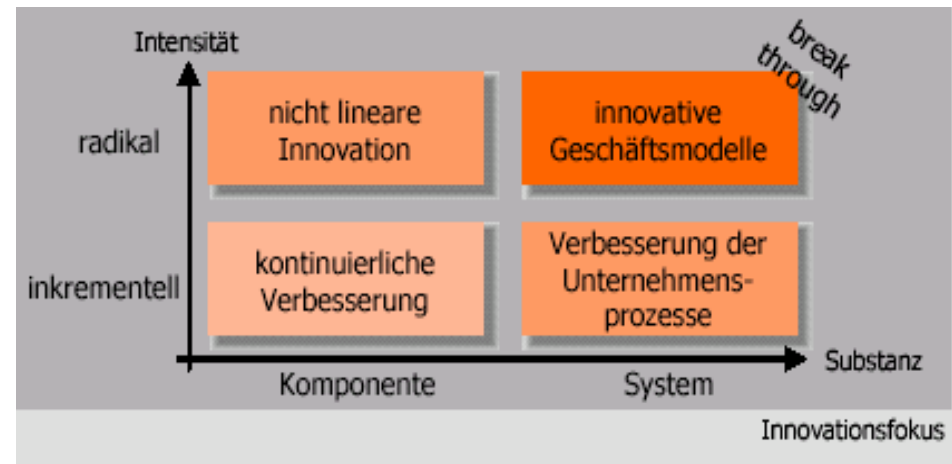 Intensität
break
through
radikal
nicht lineare
Innovation
innovative
Geschäftsmodelle
inkrementell
kontinuierliche
Verbesserung
Verbesserung der
Unternehmens-
prozesse
Substanz
Komponente
System
Innovationsfokus